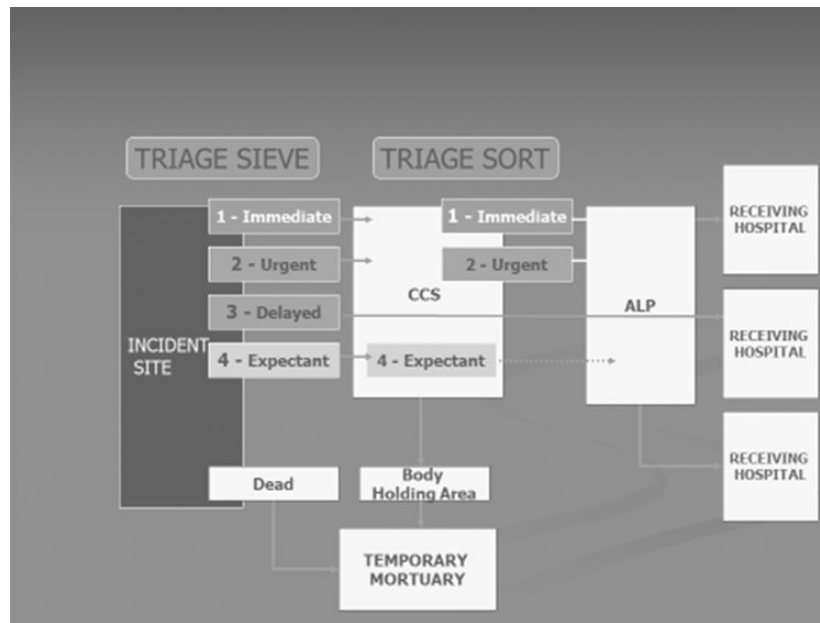 TRIAGE SIEVE
TRIAGE SORT
1 - Immediate
1 - Immediate
RECEIVING
HOSPITAL
2 - Urgent
2 - Urgent
CCS
ALP
3 - Delayed
RECEIVING
HOSPITAL
INCIDENT
SITE
4 - Expectant
4 - Expectant
RECEIVING
HOSPITAL
Dead
Body
Holding Area
TEMPORARY
MORTUARY